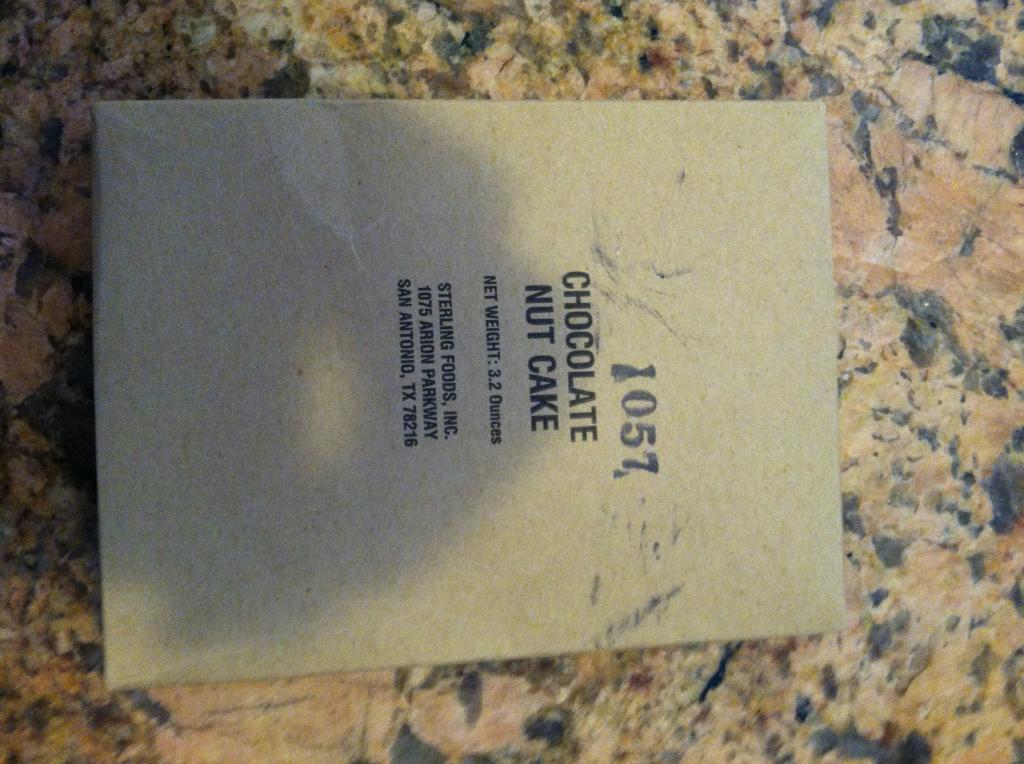 1057
CHOCOLATE
NUT CAKE
NET WEIGHT: 3.2 Ounces
STERLING FOODS, INC.
1075 ARION PARKWAY
SAN ANTONIO, TX 78216